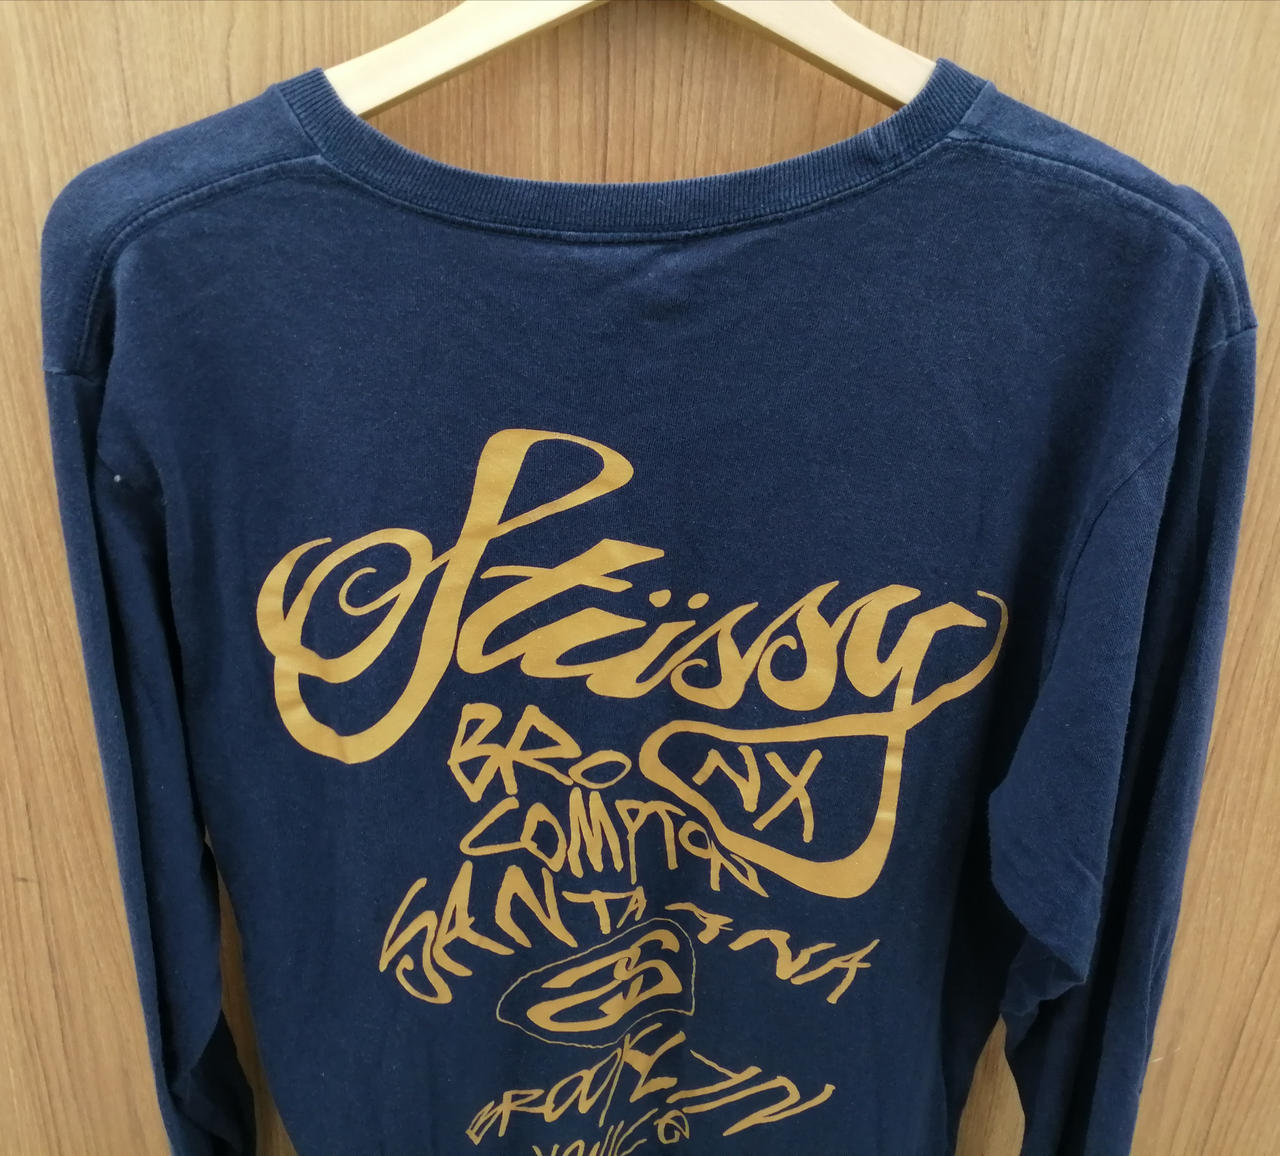 Stüssy
BRONX
COMPTON
SANTA ANA
BROOKLYN